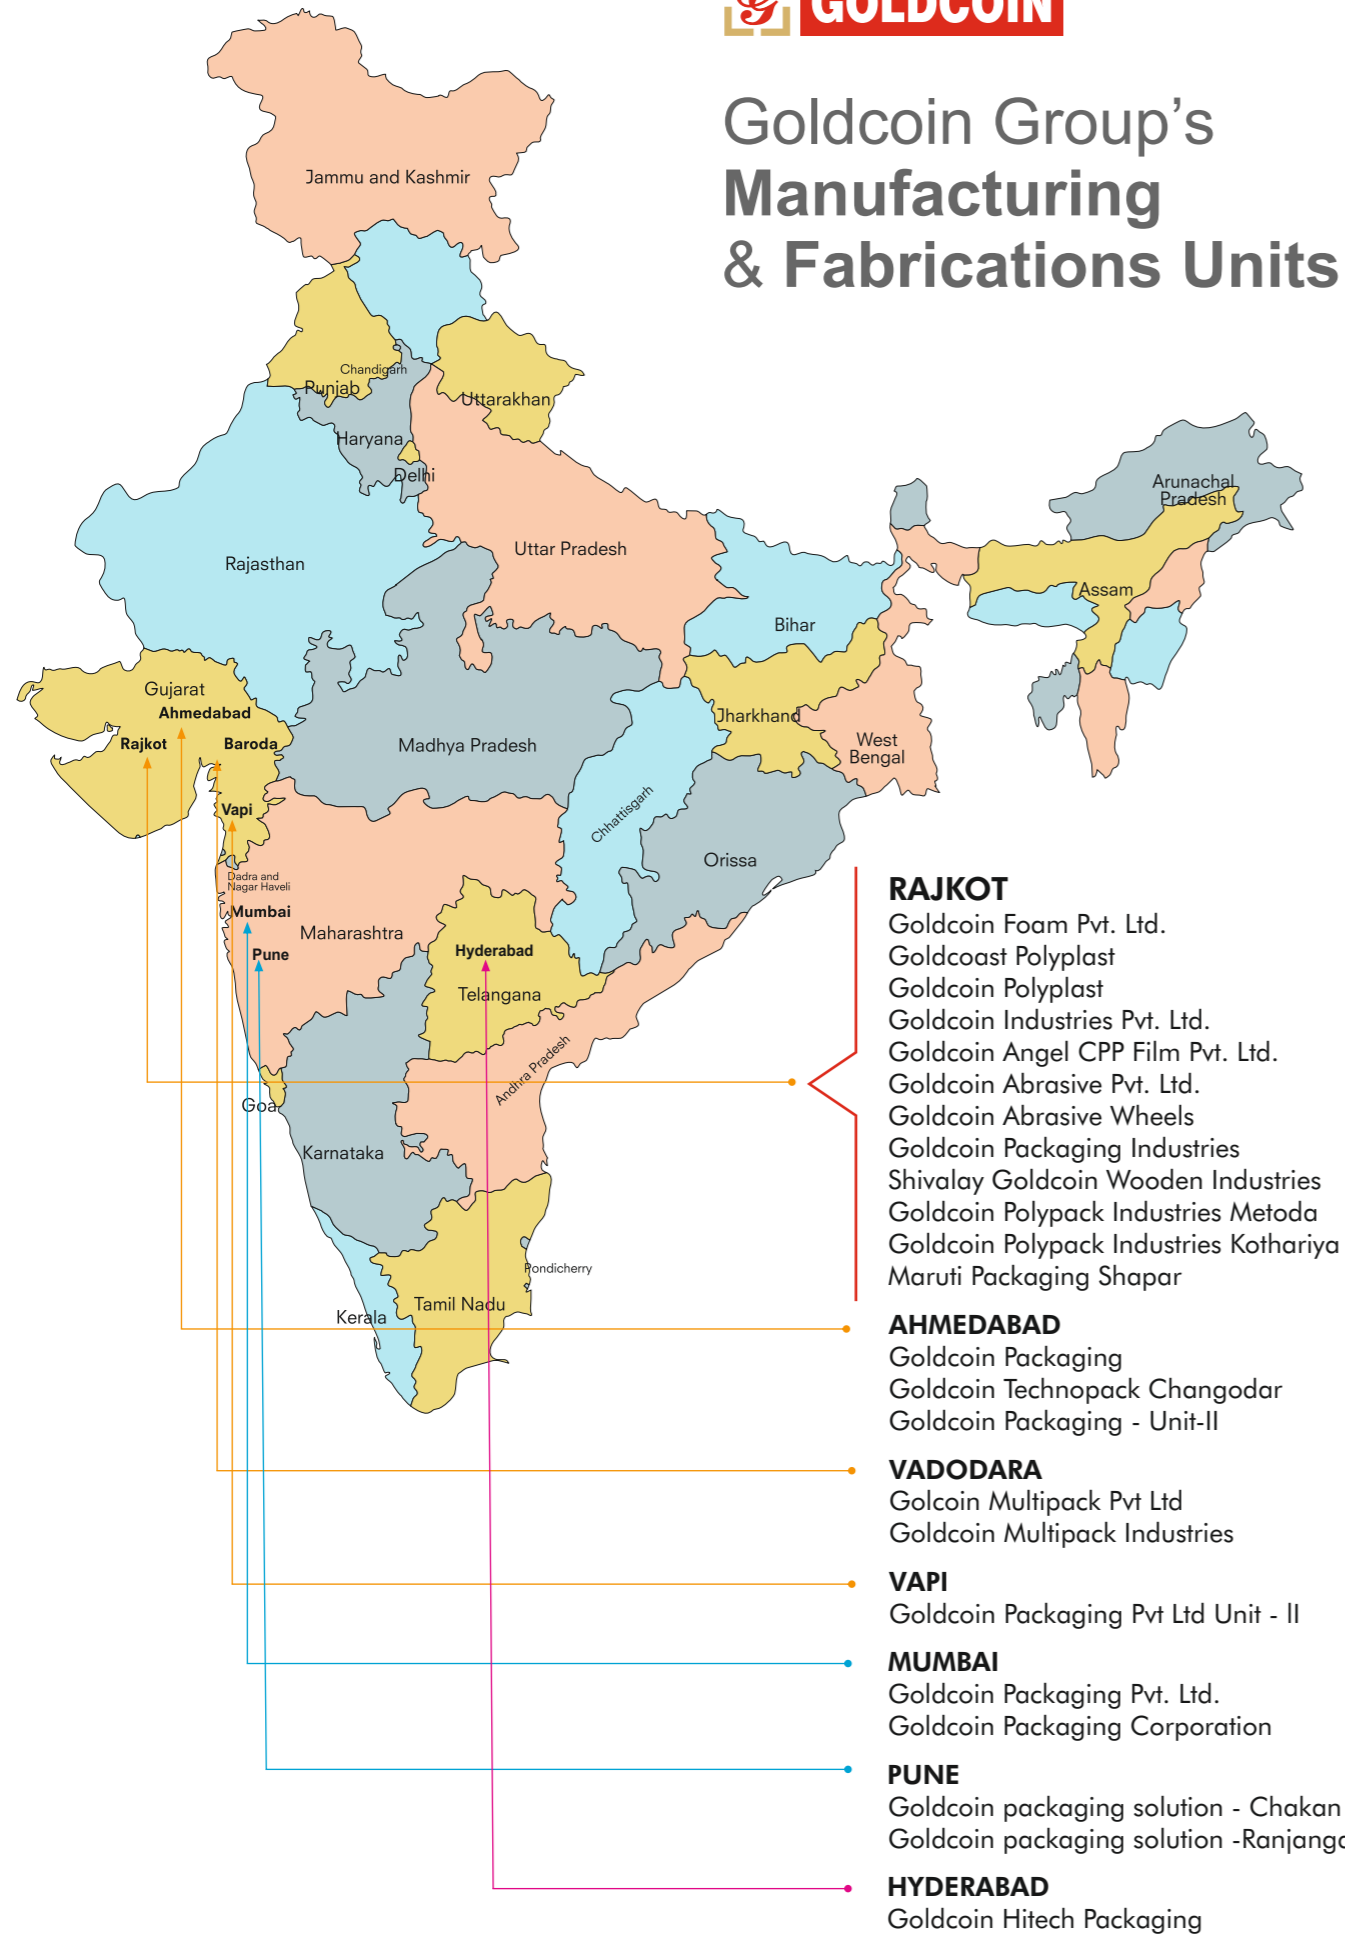 GOLDCOIN
Goldcoin Group's
Manufacturing
& Fabrications Units
Jammu and Kashmir
Chandigarh
Punjab
Uttarakhan
Haryana
Delhi
Arunachal
Pradesh
Rajasthan
Uttar Pradesh
Assam
Bihar
Gujarat
Ahmedabad
Rajkot
Baroda
Jharkhand
Madhya Pradesh
West
Bengal
Vapi
Chhattisgarh
Orissa
Dadra and
Nagar Haveli
Mumbai
Maharashtra
Pune
Hyderabad
Telangana
Andhra Pradesh
Goa
Karnataka
Pondicherry
Tamil Nadu
Kerala
RAJKOT
Goldcoin Foam Pvt. Ltd.
Goldcoast Polyplast
Goldcoin Polyplast
Goldcoin Industries Pvt. Ltd.
Goldcoin Angel CPP Film Pvt. Ltd.
Goldcoin Abrasive Pvt. Ltd.
Goldcoin Abrasive Wheels
Goldcoin Packaging Industries
Shivalay Goldcoin Wooden Industries
Goldcoin Polypack Industries Metoda
Goldcoin Polypack Industries Kothariya
Maruti Packaging Shapar
AHMEDABAD
Goldcoin Packaging
Goldcoin Technopack Changodar
Goldcoin Packaging - Unit-II
VADODARA
Golcoin Multipack Pvt Ltd
Goldcoin Multipack Industries
VAPI
Goldcoin Packaging Pvt Ltd Unit - II
MUMBAI
Goldcoin Packaging Pvt. Ltd.
Goldcoin Packaging Corporation
PUNE
Goldcoin packaging solution - Chakan
Goldcoin packaging solution -
HYDERABAD
Goldcoin Hitech Packaging